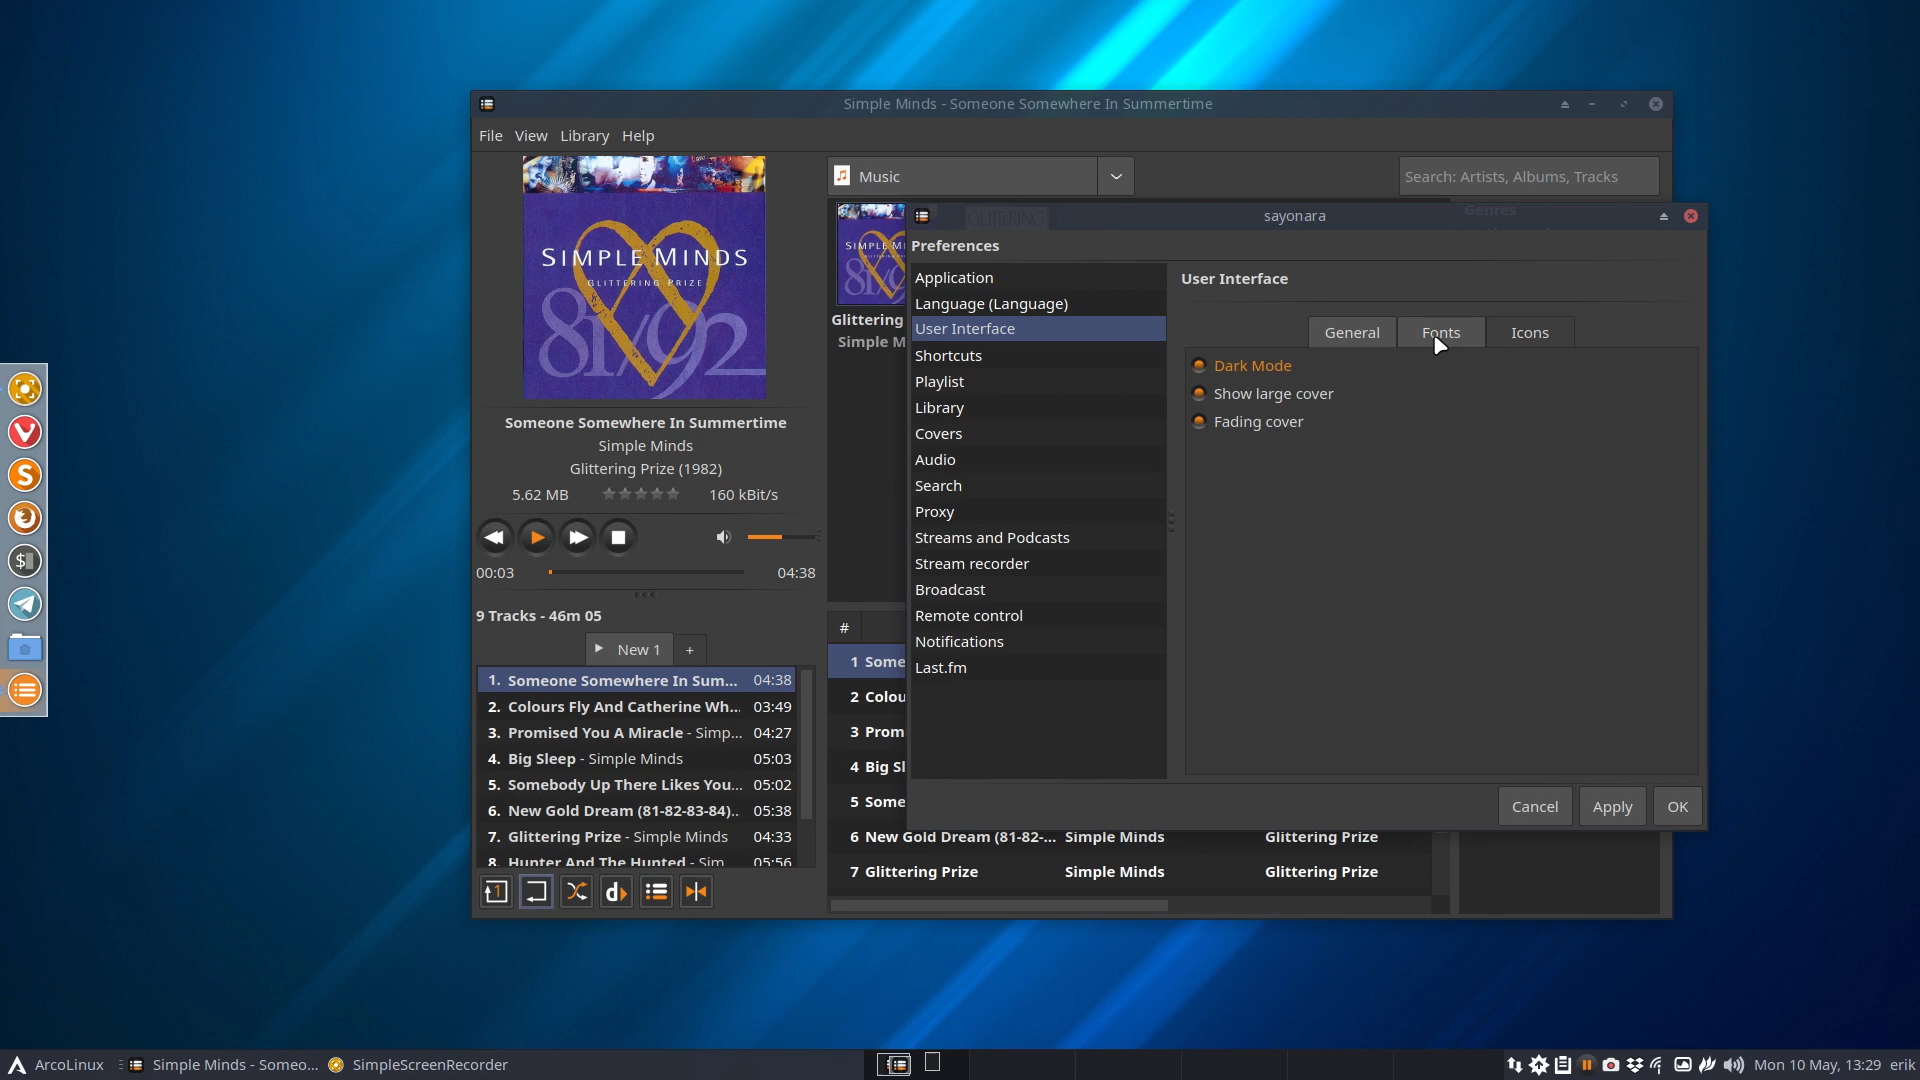 Simple Minds - Someone Somewhere In Summertime
File View Library Help
SIMPLE MINDS
GLITTERING PRIZE
81/92
Someone Somewhere In Summertime
Simple Minds
Glittering Prize (1982)
5.62 MB 160 kBit/s
00:03 04:38
9 Tracks - 46m 05
New 1 +
1. Someone Somewhere In Sum... 04:38
2. Colours Fly And Catherine Wh... 03:49
3. Promised You A Miracle - Simp... 04:27
4. Big Sleep - Simple Minds 05:03
5. Somebody Up There Likes You... 05:02
6. New Gold Dream (81-82-83-84).. 05:38
7. Glittering Prize - Simple Minds 04:33
8. Hunter And The Hunted - Sim 05:56
Music
Search: Artists, Albums, Tracks
Genres
Glittering
Simple M
#
1 Some
2 Colou
3 Prom
4 Big Sl
5 Some
6 New Gold Dream (81-82-... Simple Minds Glittering Prize
7 Glittering Prize Simple Minds Glittering Prize
sayonara
Preferences
Application
Language (Language)
User Interface
Shortcuts
Playlist
Library
Covers
Audio
Search
Proxy
Streams and Podcasts
Stream recorder
Broadcast
Remote control
Notifications
Last.fm
User Interface
General Fonts Icons
Dark Mode
Show large cover
Fading cover
Cancel Apply OK
ArcoLinux Simple Minds - Someo... SimpleScreenRecorder
Mon 10 May, 13:29 erik